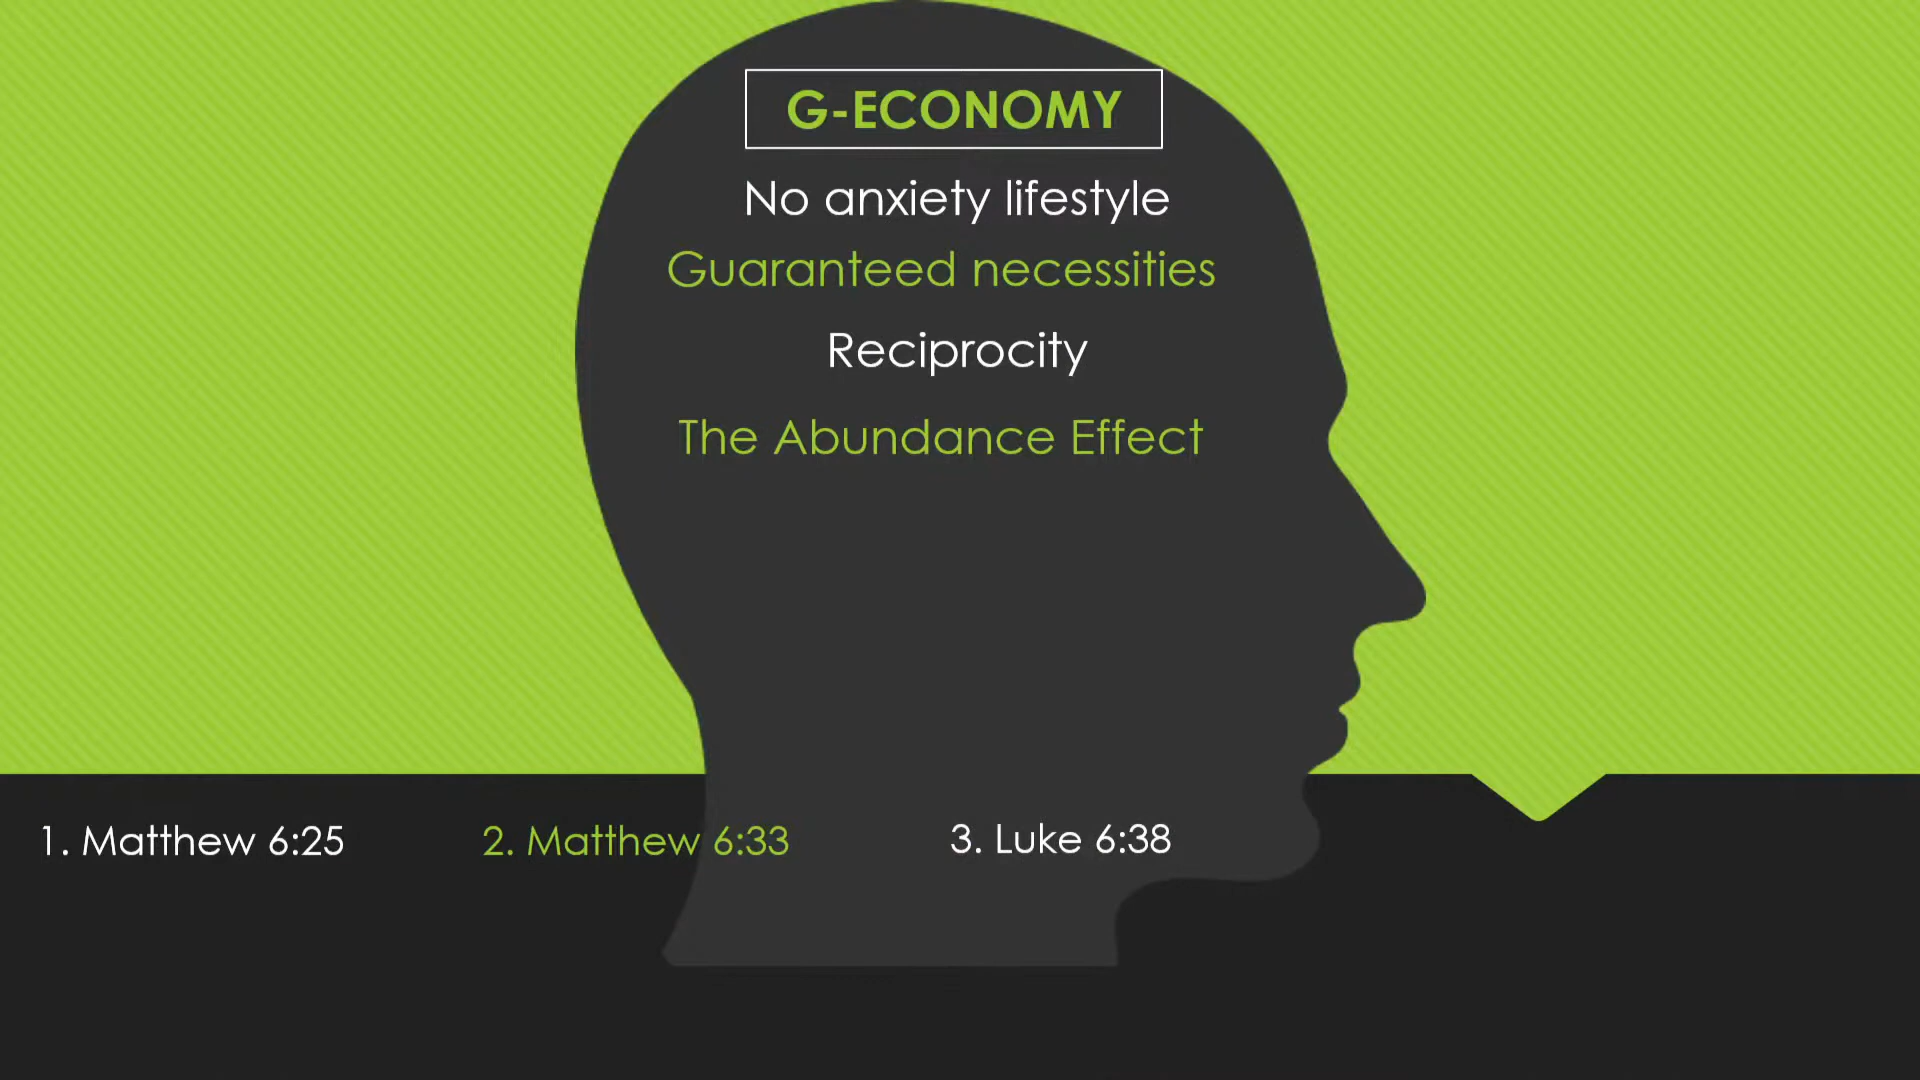 G-ECONOMY
No anxiety lifestyle
Guaranteed necessities
Reciprocity
The Abundance Effect
1. Matthew 6:25
2. Matthew 6:33
3. Luke 6:38